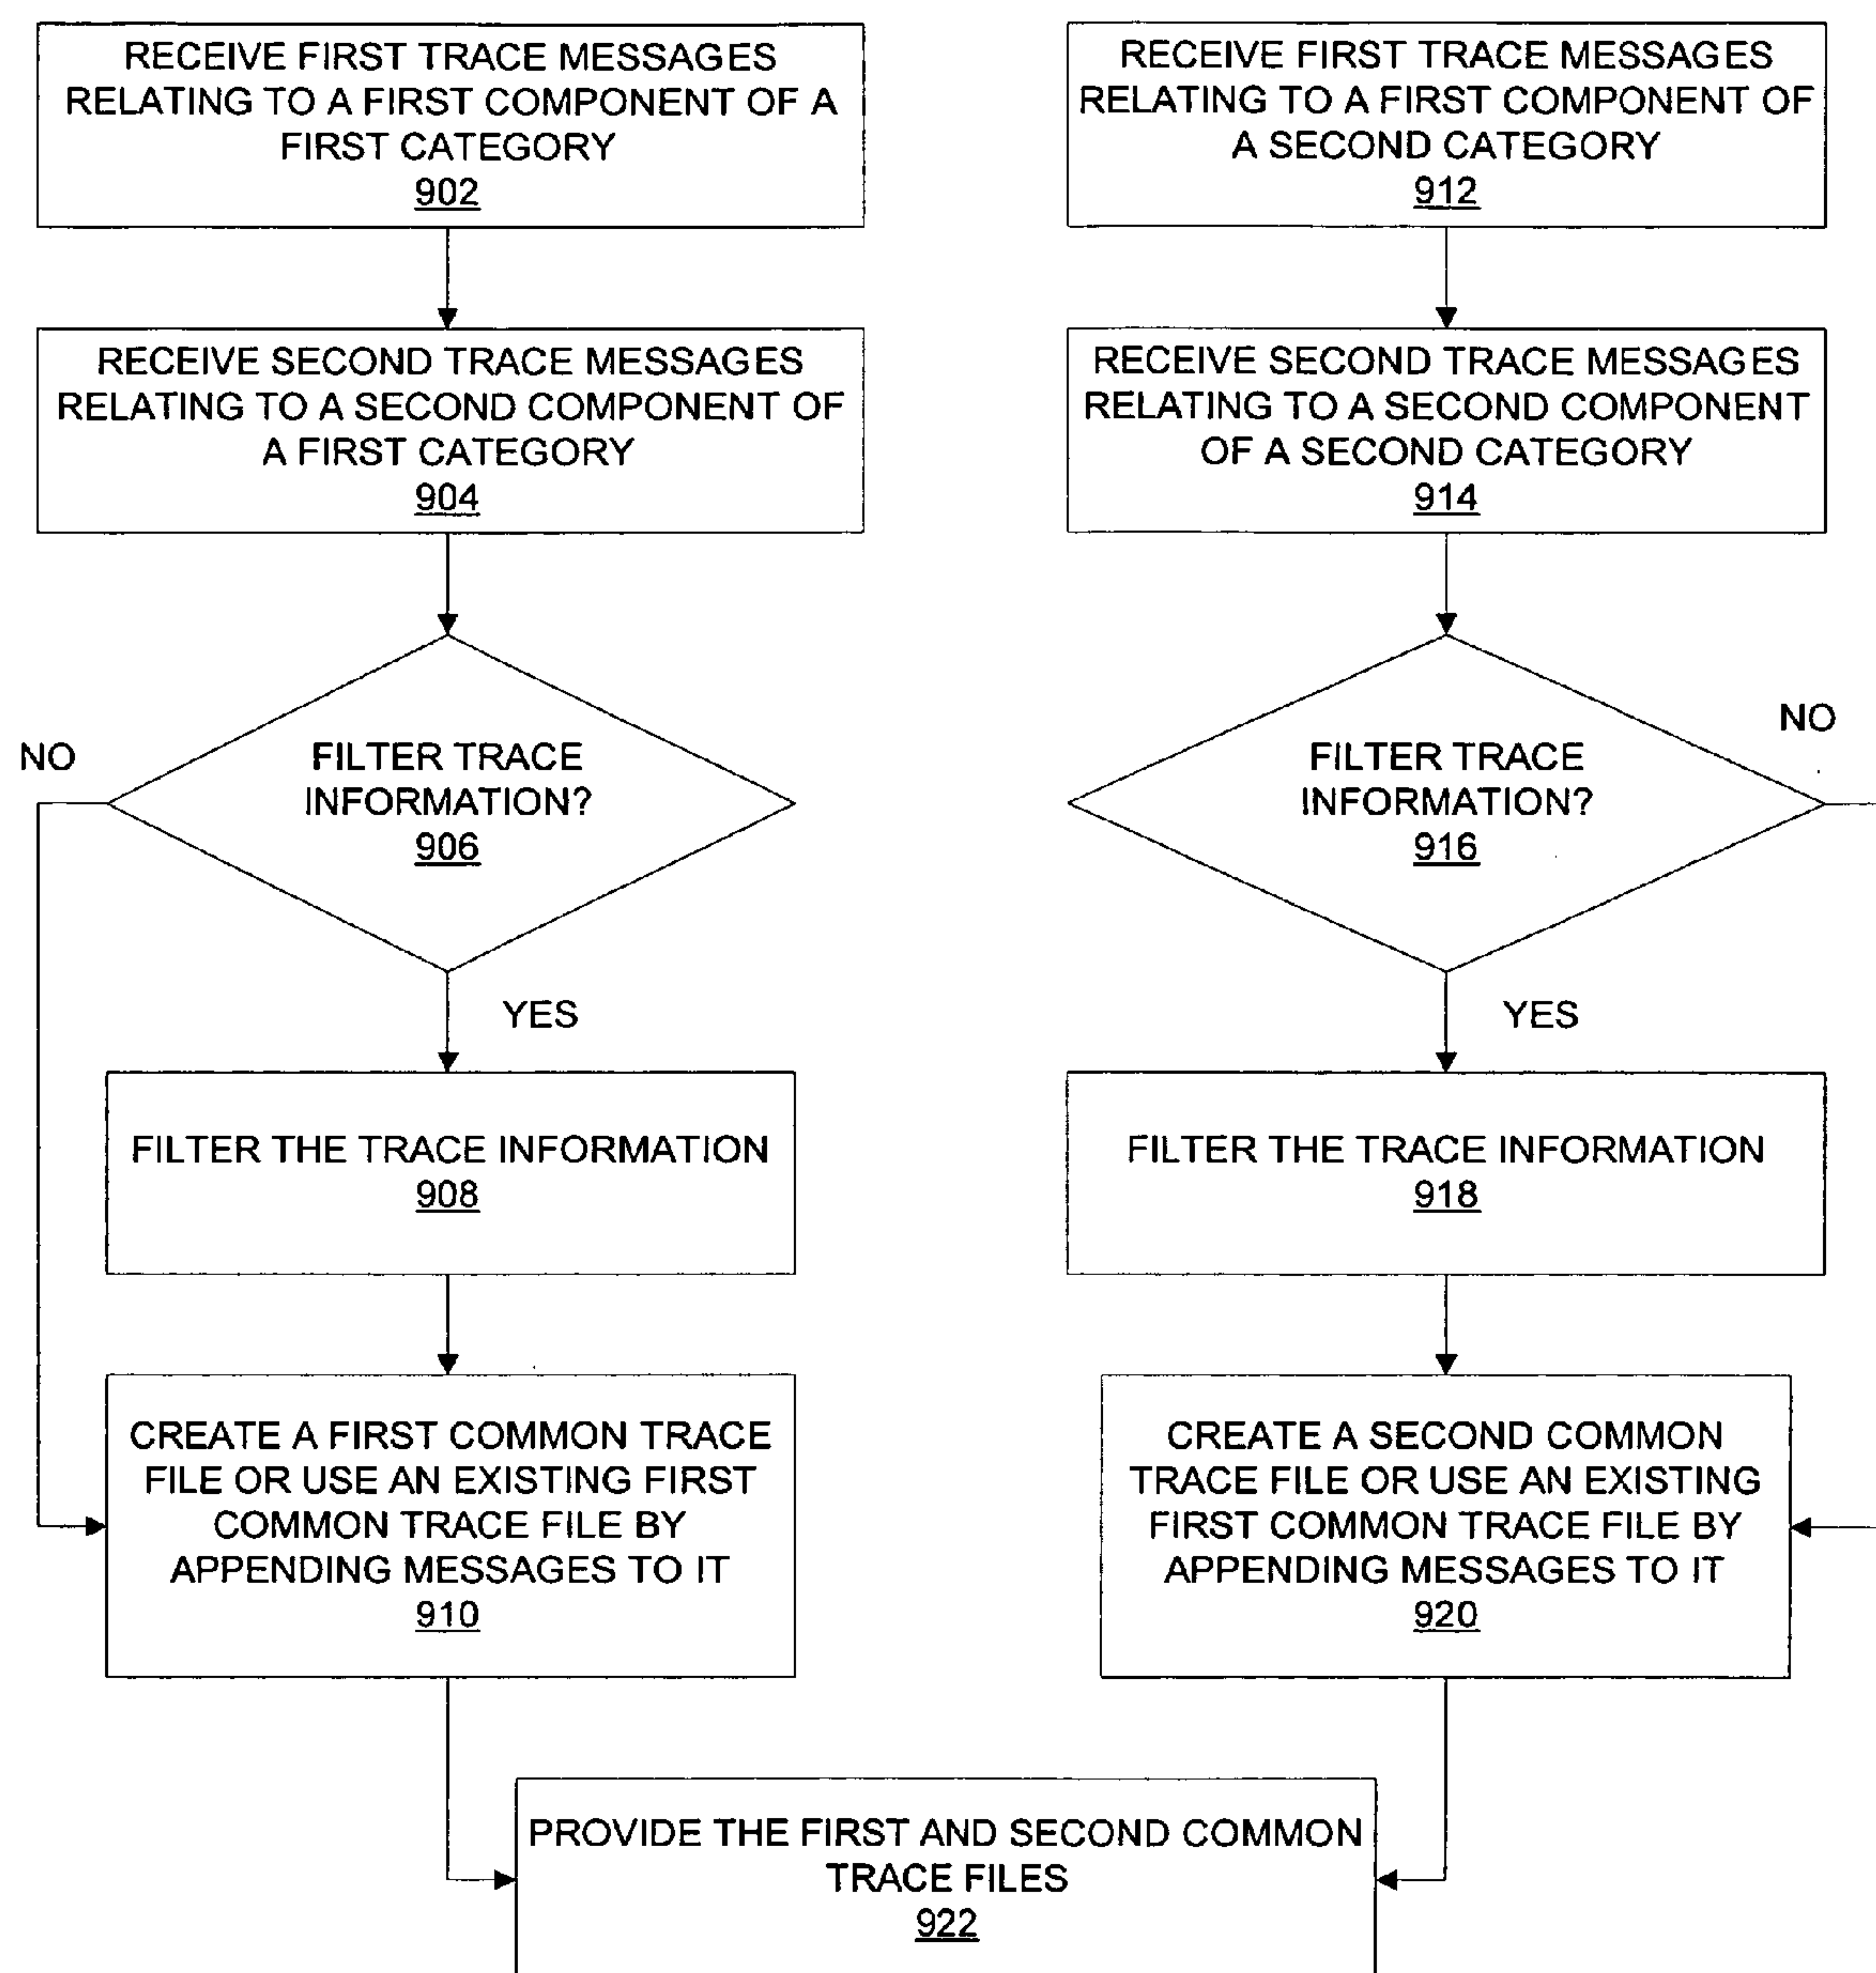 RECEIVE FIRST TRACE MESSAGES
RELATING TO A FIRST COMPONENT OF A
FIRST CATEGORY
902
RECEIVE SECOND TRACE MESSAGES
RELATING TO A SECOND COMPONENT OF
A FIRST CATEGORY
904
NO
FILTER TRACE
INFORMATION?
906
YES
FILTER THE TRACE INFORMATION
908
CREATE A FIRST COMMON TRACE
FILE OR USE AN EXISTING FIRST
COMMON TRACE FILE BY
APPENDING MESSAGES TO IT
910
RECEIVE FIRST TRACE MESSAGES
RELATING TO A FIRST COMPONENT OF
A SECOND CATEGORY
912
RECEIVE SECOND TRACE MESSAGES
RELATING TO A SECOND COMPONENT
OF A SECOND CATEGORY
914
NO
FILTER TRACE
INFORMATION?
916
YES
FILTER THE TRACE INFORMATION
918
CREATE A SECOND COMMON
TRACE FILE OR USE AN EXISTING
FIRST COMMON TRACE FILE BY
APPENDING MESSAGES TO IT
920
PROVIDE THE FIRST AND SECOND COMMON
TRACE FILES
922